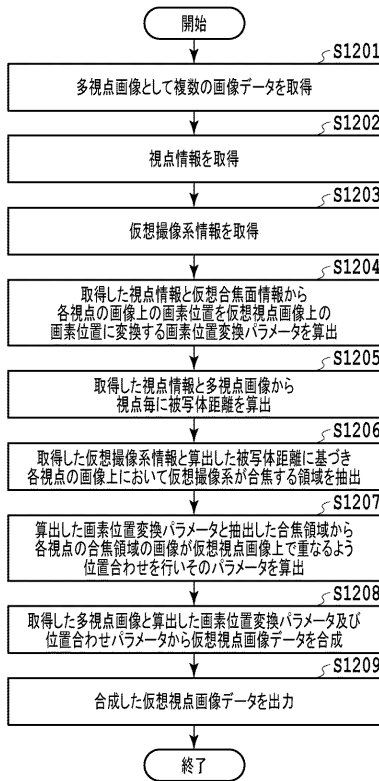 開始
S1201
多視点画像として複数の画像データを取得
S1202
視点情報を取得
S1203
仮想撮像系情報を取得
S1204
取得した視点情報と仮想合焦面情報から
各視点の画像上の画素位置を仮想視点画像上の
画素位置に変換する画素位置変換パラメータを算出
S1205
取得した視点情報と多視点画像から
視点毎に被写体距離を算出
S1206
取得した仮想撮像系情報と算出した被写体距離に基づき
各視点の画像上において仮想撮像系が合焦する領域を抽出
S1207
算出した画素位置変換パラメータと抽出した合焦領域から
各視点の合焦領域の画像が仮想視点画像上で重なるよう
位置合わせを行いそのパラメータを算出
S1208
取得した多視点画像と算出した画素位置変換パラメータ及び
位置合わせパラメータから仮想視点画像データを合成
S1209
合成した仮想視点画像データを出力
終了